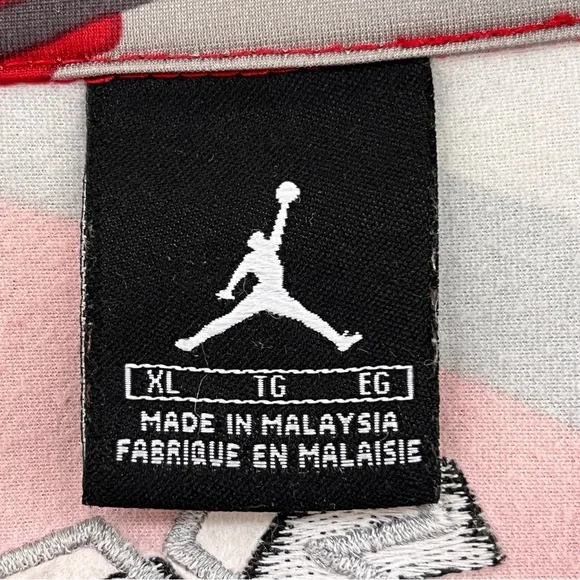 XL TG EG
MADE IN MALAYSIA
FABRIQUE EN MALAISIE